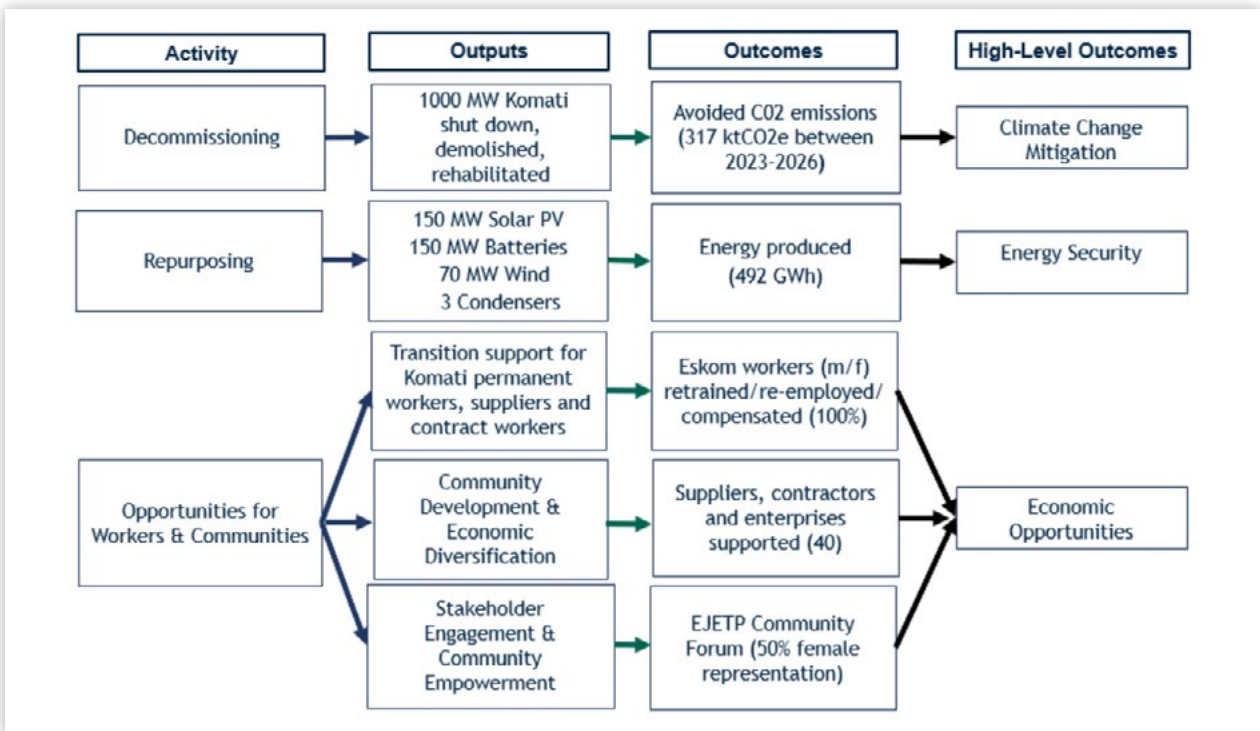 Activity
Outputs
Outcomes
High-Level Outcomes
Decommissioning
1000 MW Komati
shut down,
demolished,
rehabilitated
Avoided C02 emissions
(317 ktCO2e between
2023-2026)
Climate Change
Mitigation
Repurposing
150 MW Solar PV
150 MW Batteries
70 MW Wind
3 Condensers
Energy produced
(492 GWh)
Energy Security
Opportunities for
Workers & Communities
Transition support for
Komati permanent
workers, suppliers and
contract workers
Eskom workers (m/f)
retrained/re-employed/
compensated (100%)
Community
Development &
Economic
Diversification
Suppliers, contractors
and enterprises
supported (40)
Stakeholder
Engagement &
Community
Empowerment
EJETP Community
Forum (50% female
representation)
Economic
Opportunities